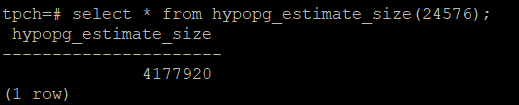 tpch=# select * from hypopg_estimate_size(24576);
 hypopg_estimate_size
----------------------
              4177920
(1 row)